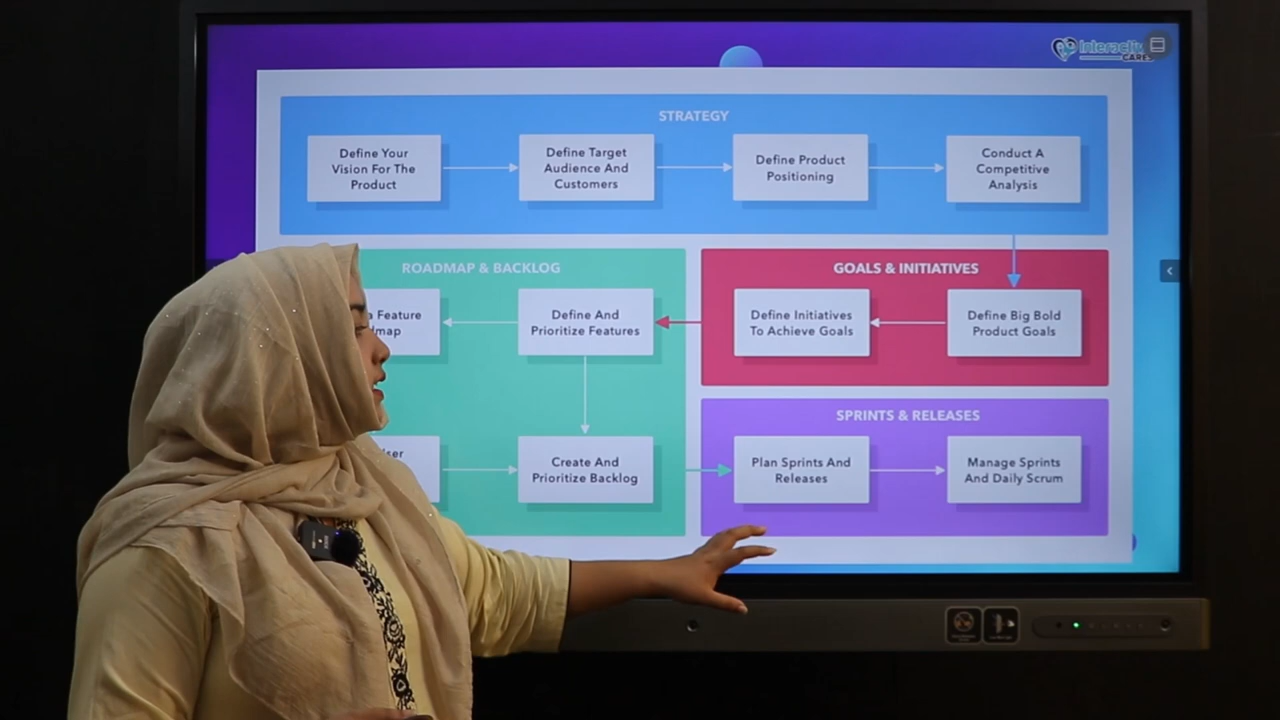 Interactiv
CARES
STRATEGY
Define Your
Vision For The
Product
Define Target
Audience And
Customers
Define Product
Positioning
Conduct A
Competitive
Analysis
ROADMAP & BACKLOG
a Feature
Define And
Prioritize Features
Create And
Prioritize Backlog
GOALS & INITIATIVES
Define Initiatives
To Achieve Goals
Define Big Bold
Product Goals
SPRINTS & RELEASES
Plan Sprints And
Releases
Manage Sprints
And Daily Scrum